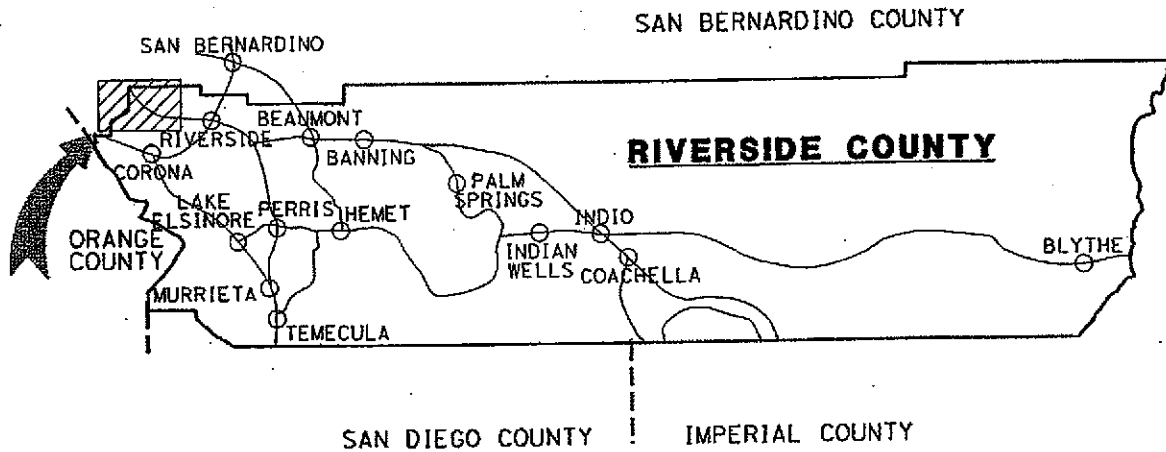 SAN BERNARDINO COUNTY
SAN BERNARDINO
BEAUMONT
RIVERSIDE
BANNING
RIVERSIDE COUNTY
CORONA
PALM
SPRINGS
LAKE
ELSINORE
PERRIS
HEMET
INDIO
ORANGE
COUNTY
INDIAN
WELLS
BLYTHE
COACHELLA
MURRIETA
TEMECULA
SAN DIEGO COUNTY
IMPERIAL COUNTY